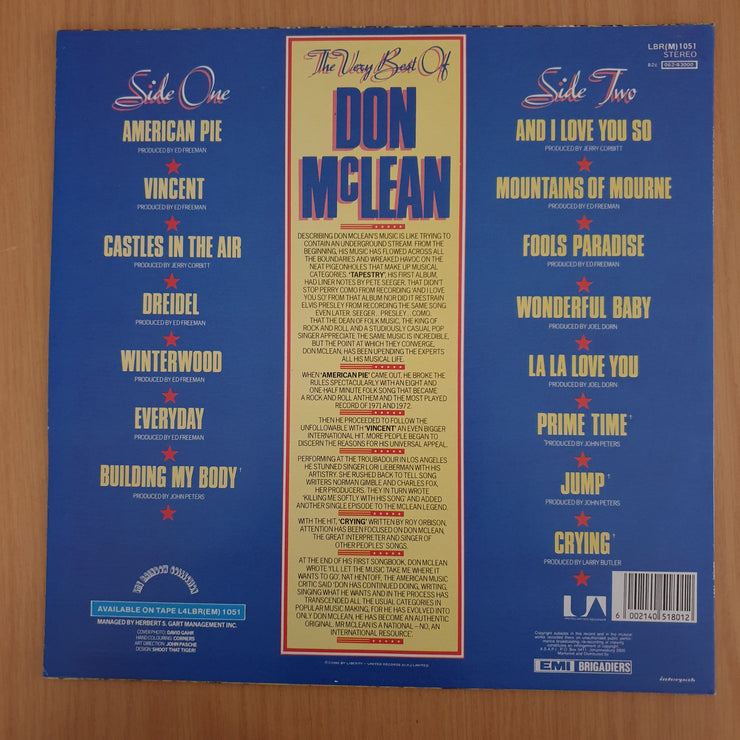 Side One
AMERICAN PIE
PRODUCED BY ED FREEMAN
VINCENT
PRODUCED BY ED FREEMAN
CASTLES IN THE AIR
PRODUCED BY JERRY CORBITT
DREIDEL
PRODUCED BY ED FREEMAN
WINTERWOOD
PRODUCED BY ED FREEMAN
EVERYDAY
PRODUCED BY ED FREEMAN
BUILDING MY BODY†
PRODUCED BY JOHN PETERS
AVAILABLE ON TAPE L4LBR(EM) 1051
MANAGED BY HERBERT S. GART MANAGEMENT INC.
COVER PHOTO: DAVID GAHR
HAND COLOURING: CORNERS
ART DIRECTION: JOHN PASCHE
DESIGN: SHOOT THAT TIGER!
The Very Best Of
DON
McLEAN
DESCRIBING DON McLEAN'S MUSIC IS LIKE TRYING TO
CONTAIN AN UNDERGROUND STREAM. FROM THE
BEGINNING, HIS MUSIC HAS FLOWED ACROSS ALL
THE BOUNDARIES AND WREAKED HAVOC ON THE
NEAT PIGEONHOLES THAT MAKE UP MUSICAL
CATEGORIES. 'TAPESTRY', HIS FIRST ALBUM,
HAD LINER NOTES BY PETE SEEGER. THAT DIDN'T
STOP PERRY COMO FROM RECORDING 'AND I LOVE
YOU SO' FROM THAT ALBUM NOR DID IT RESTRAIN
ELVIS PRESLEY FROM RECORDING THE SAME SONG
EVEN LATER. SEEGER.. PRESLEY.. COMO.
THAT THE DEAN OF FOLK MUSIC, THE KING OF
ROCK AND ROLL AND A STUDIOUSLY CASUAL POP
SINGER APPRECIATE THE SAME MUSIC IS INCREDIBLE,
BUT THE POINT AT WHICH THEY CONVERGE,
DON McLEAN, HAS BEEN UPENDING THE EXPERTS
ALL HIS MUSICAL LIFE.
WHEN 'AMERICAN PIE' CAME OUT, HE BROKE THE
RULES SPECTACULARLY WITH AN EIGHT AND
ONE-HALF MINUTE FOLK SONG THAT BECAME
A ROCK AND ROLL ANTHEM AND THE MOST PLAYED
RECORD OF 1971 AND 1972.
THEN HE PROCEEDED TO FOLLOW THE
UNFOLLOWABLE WITH 'VINCENT' AN EVEN BIGGER
INTERNATIONAL HIT. MORE PEOPLE BEGAN TO
DISCERN THE REASONS FOR HIS UNIVERSAL APPEAL.
PERFORMING AT THE TROUBADOUR IN LOS ANGELES
HE STUNNED SINGER LORI LIEBERMAN WITH HIS
ARTISTRY. SHE RUSHED BACK TO TELL SONG
WRITERS NORMAN GIMBLE AND CHARLES FOX,
HER PRODUCERS. THEY IN TURN WROTE
'KILLING ME SOFTLY WITH HIS SONG' AND ADDED
ANOTHER SINGLE EPISODE TO THE McLEAN LEGEND.
WITH THE HIT, 'CRYING' WRITTEN BY ROY ORBISON,
ATTENTION HAS BEEN FOCUSED ON DON McLEAN,
THE GREAT INTERPRETER AND SINGER OF
OTHER PEOPLES' SONGS.
AT THE END OF HIS FIRST SONGBOOK, DON McLEAN
WROTE 'I'LL LET THE MUSIC TAKE ME WHERE IT
WANTS TO GO'. NAT HENTOFF, THE AMERICAN MUSIC
CRITIC SAID 'DON HAS CONTINUED DOING, WRITING,
SINGING WHAT HE WANTS AND IN THE PROCESS HAS
TRANSCENDED ALL THE USUAL CATEGORIES IN
POPULAR MUSIC MAKING, FOR HE HAS EVOLVED INTO
ONLY DON McLEAN, HE HAS BEEN AN AUTHENTIC
ORIGINAL. MR McLEAN IS A NATIONAL – NO, AN
INTERNATIONAL RESOURCE'.
LBR(M)1051
STEREO
82c 062-83000
Side Two
AND I LOVE YOU SO
PRODUCED BY JERRY CORBITT
MOUNTAINS OF MOURNE
PRODUCED BY ED FREEMAN
FOOLS PARADISE
PRODUCED BY ED FREEMAN
WONDERFUL BABY
PRODUCED BY JOEL DORN
LA LA LOVE YOU
PRODUCED BY JOEL DORN
PRIME TIME†
PRODUCED BY JOHN PETERS
JUMP†
PRODUCED BY JOHN PETERS
CRYING†
PRODUCED BY LARRY BUTLER
UA
6 002140 518012
EMI BRIGADIERS
interpak